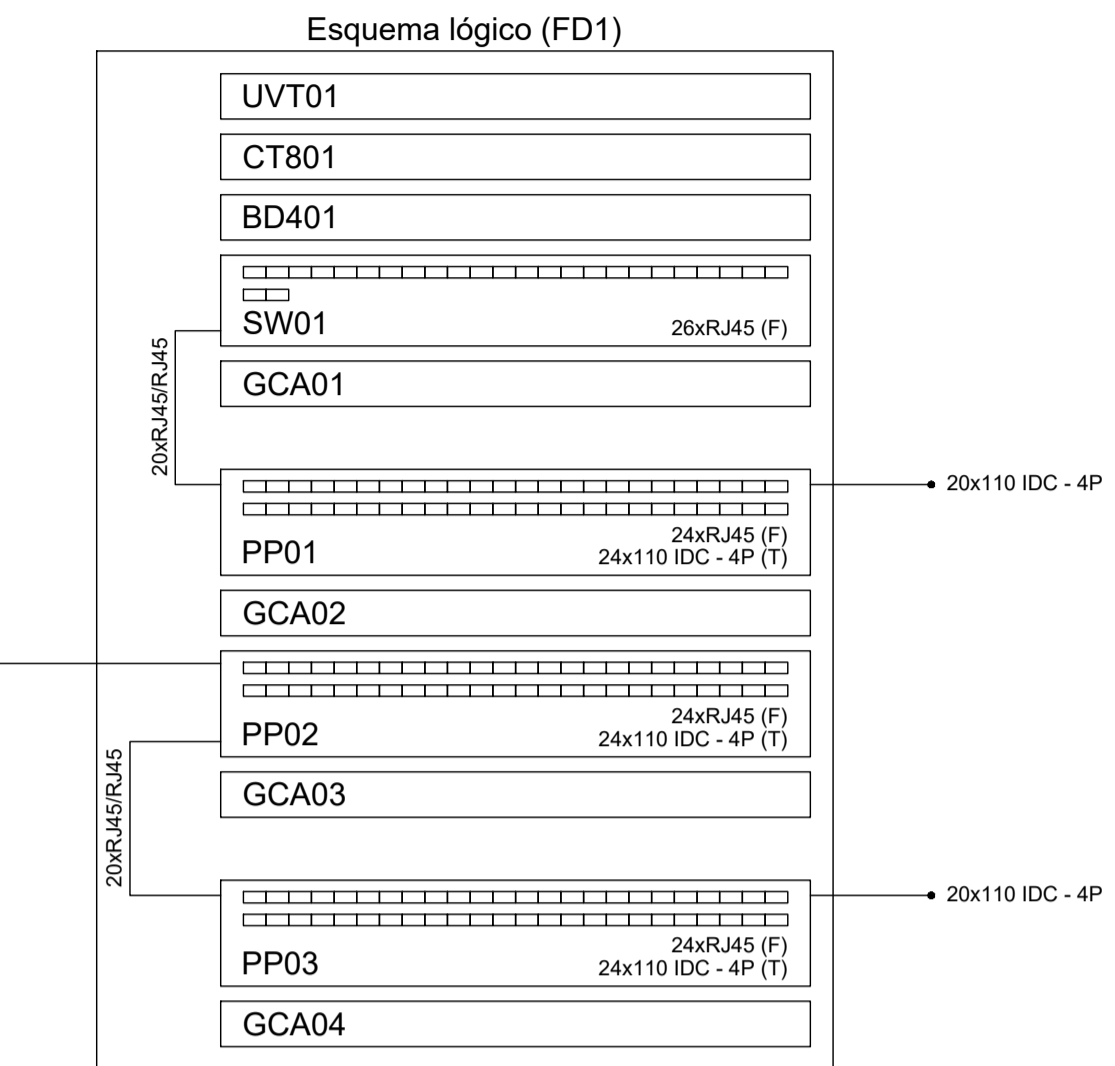 Esquema lógico (FD1)
UVT01
CT801
BD401
SW01
26xRJ45 (F)
20xRJ45/RJ45
GCA01
20x110 IDC - 4P
24xRJ45 (F)
PP01
24x110 IDC - 4P (T)
GCA02
24xRJ45 (F)
PP02
24x110 IDC - 4P (T)
20xRJ45/RJ45
GCA03
20x110 IDC - 4P
24xRJ45 (F)
PP03
24x110 IDC - 4P (T)
GCA04